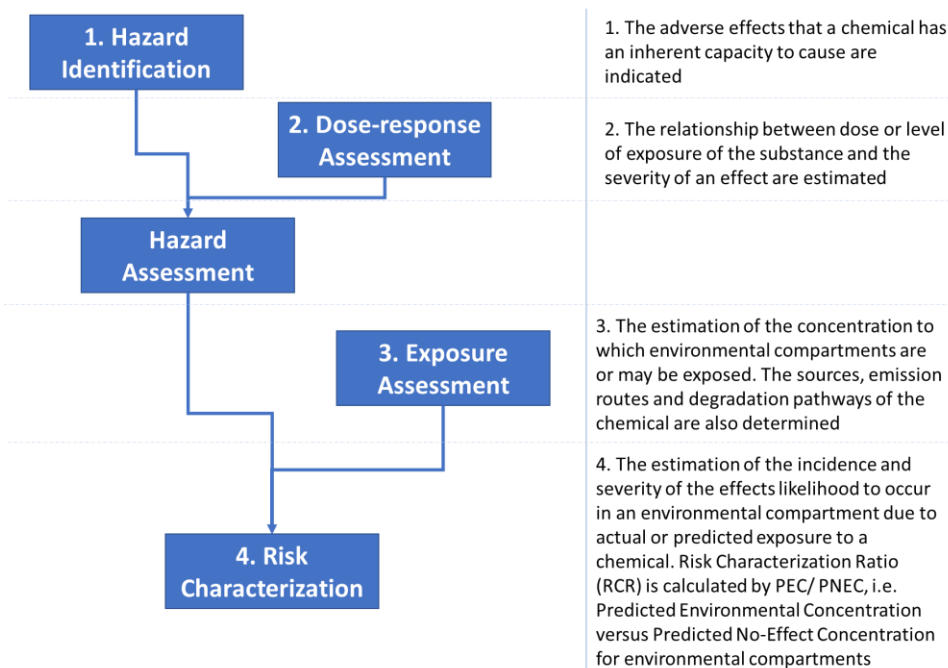 1. Hazard
Identification
1. The adverse effects that a chemical has
an inherent capacity to cause are
indicated
2. Dose-response
Assessment
2. The relationship between dose or level
of exposure of the substance and the
severity of an effect are estimated
Hazard
Assessment
3. Exposure
Assessment
3. The estimation of the concentration to
which environmental compartments are
or may be exposed. The sources, emission
routes and degradation pathways of the
chemical are also determined
4. Risk
Characterization
4. The estimation of the incidence and
severity of the effects likelihood to occur
in an environmental compartment due to
actual or predicted exposure to a
chemical. Risk Characterization Ratio
(RCR) is calculated by PEC/ PNEC, i.e.
Predicted Environmental Concentration
versus Predicted No-Effect Concentration
for environmental compartments